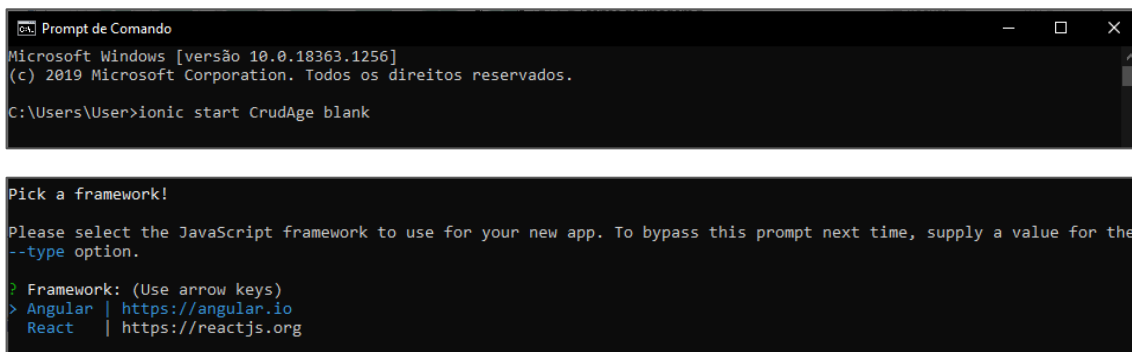 Prompt de Comando
Microsoft Windows [versão 10.0.18363.1256]
(c) 2019 Microsoft Corporation. Todos os direitos reservados.
C:\Users\User>ionic start CrudAge blank
Pick a framework!
Please select the JavaScript framework to use for your new app. To bypass this prompt next time, supply a value for the
--type option.
? Framework: (Use arrow keys)
> Angular | https://angular.io
React | https://reactjs.org